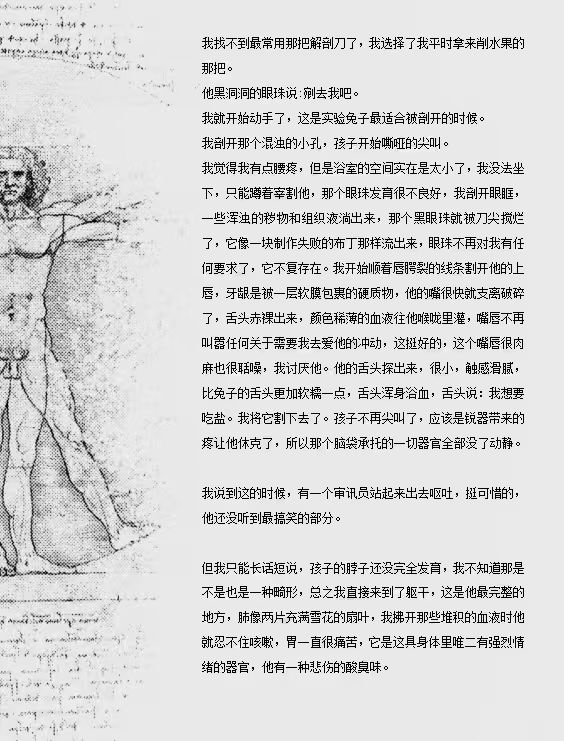 我找不到最常用那把解剖刀了，我选择了我平时拿来削水果的
那把。
他黑洞洞的眼珠说:剜去我吧。
我就开始动手了，这是实验兔子最适合被剖开的时候。
我剖开那个混浊的小孔，孩子开始嘶哑的尖叫。
我觉得我有点腰疼，但是浴室的空间实在是太小了，我没法坐
下，只能蹲着宰割他，那个眼珠发育很不良好，我剖开眼眶，
一些浑浊的秽物和组织液淌出来，那个黑眼珠就被刀尖搅烂
了，它像一块制作失败的布丁那样流出来，眼珠不再对我有任
何要求了，它不复存在。我开始顺着唇腭裂的线条割开他的上
唇，牙龈是被一层软膜包裹的硬质物，他的嘴很快就支离破碎
了，舌头赤裸出来，颜色稀薄的血液往他喉咙里灌，嘴唇不再
叫嚣任何关于需要我去爱他的冲动，这挺好的，这个嘴唇很肉
麻也很聒噪，我讨厌他。他的舌头探出来，很小，触感滑腻，
比兔子的舌头更加软糯一点，舌头浑身浴血，舌头说：我想要
吃盐。我将它割下去了。孩子不再尖叫了，应该是锐器带来的
疼让他休克了，所以那个脑袋承托的一切器官全部没了动静。
我说到这的时候，有一个审讯员站起来出去呕吐，挺可惜的，
他还没听到最搞笑的部分。
但我只能长话短说，孩子的脖子还没完全发育，我不知道那是
不是也是一种畸形，总之我直接来到了躯干，这是他最完整的
地方，肺像两片充满雪花的扇叶，我拂开那些堆积的血液时他
就忍不住咳嗽，胃一直很痛苦，它是这具身体里唯二有强烈情
绪的器官，他有一种悲伤的酸臭味。